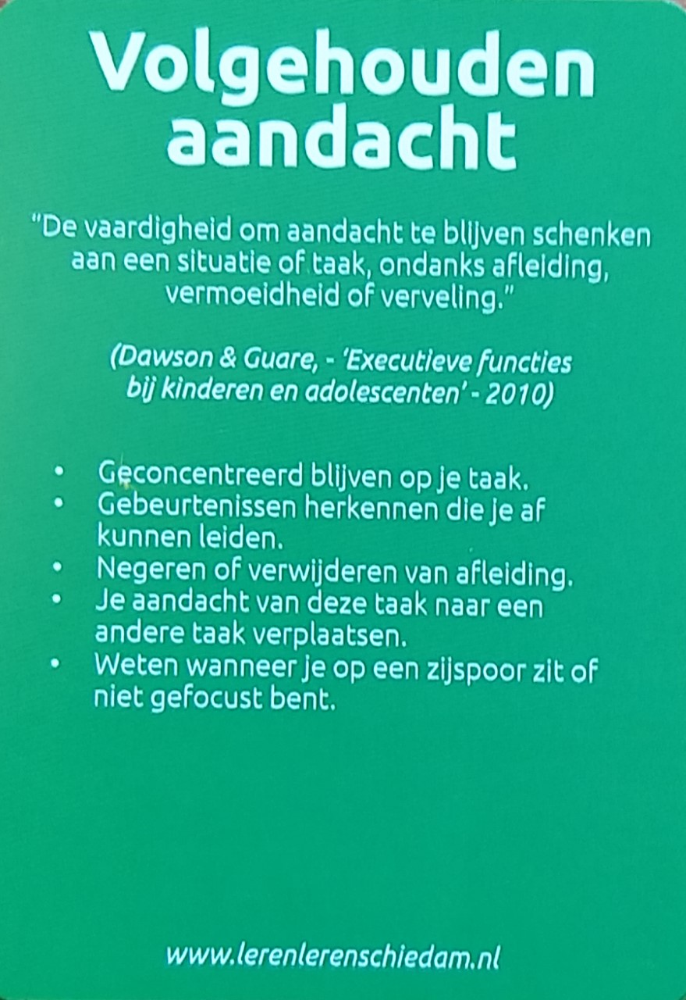 Volgehouden
aandacht
"De vaardigheid om aandacht te blijven schenken
aan een situatie of taak, ondanks afleiding,
vermoeidheid of verveling."
(Dawson & Guare, - 'Executieve functies
bij kinderen en adolescenten' - 2010)
• Geconcentreerd blijven op je taak.
• Gebeurtenissen herkennen die je af
kunnen leiden.
• Negeren of verwijderen van afleiding.
• Je aandacht van deze taak naar een
andere taak verplaatsen.
• Weten wanneer je op een zijspoor zit of
niet gefocust bent.
www.lerenlerenschiedam.nl